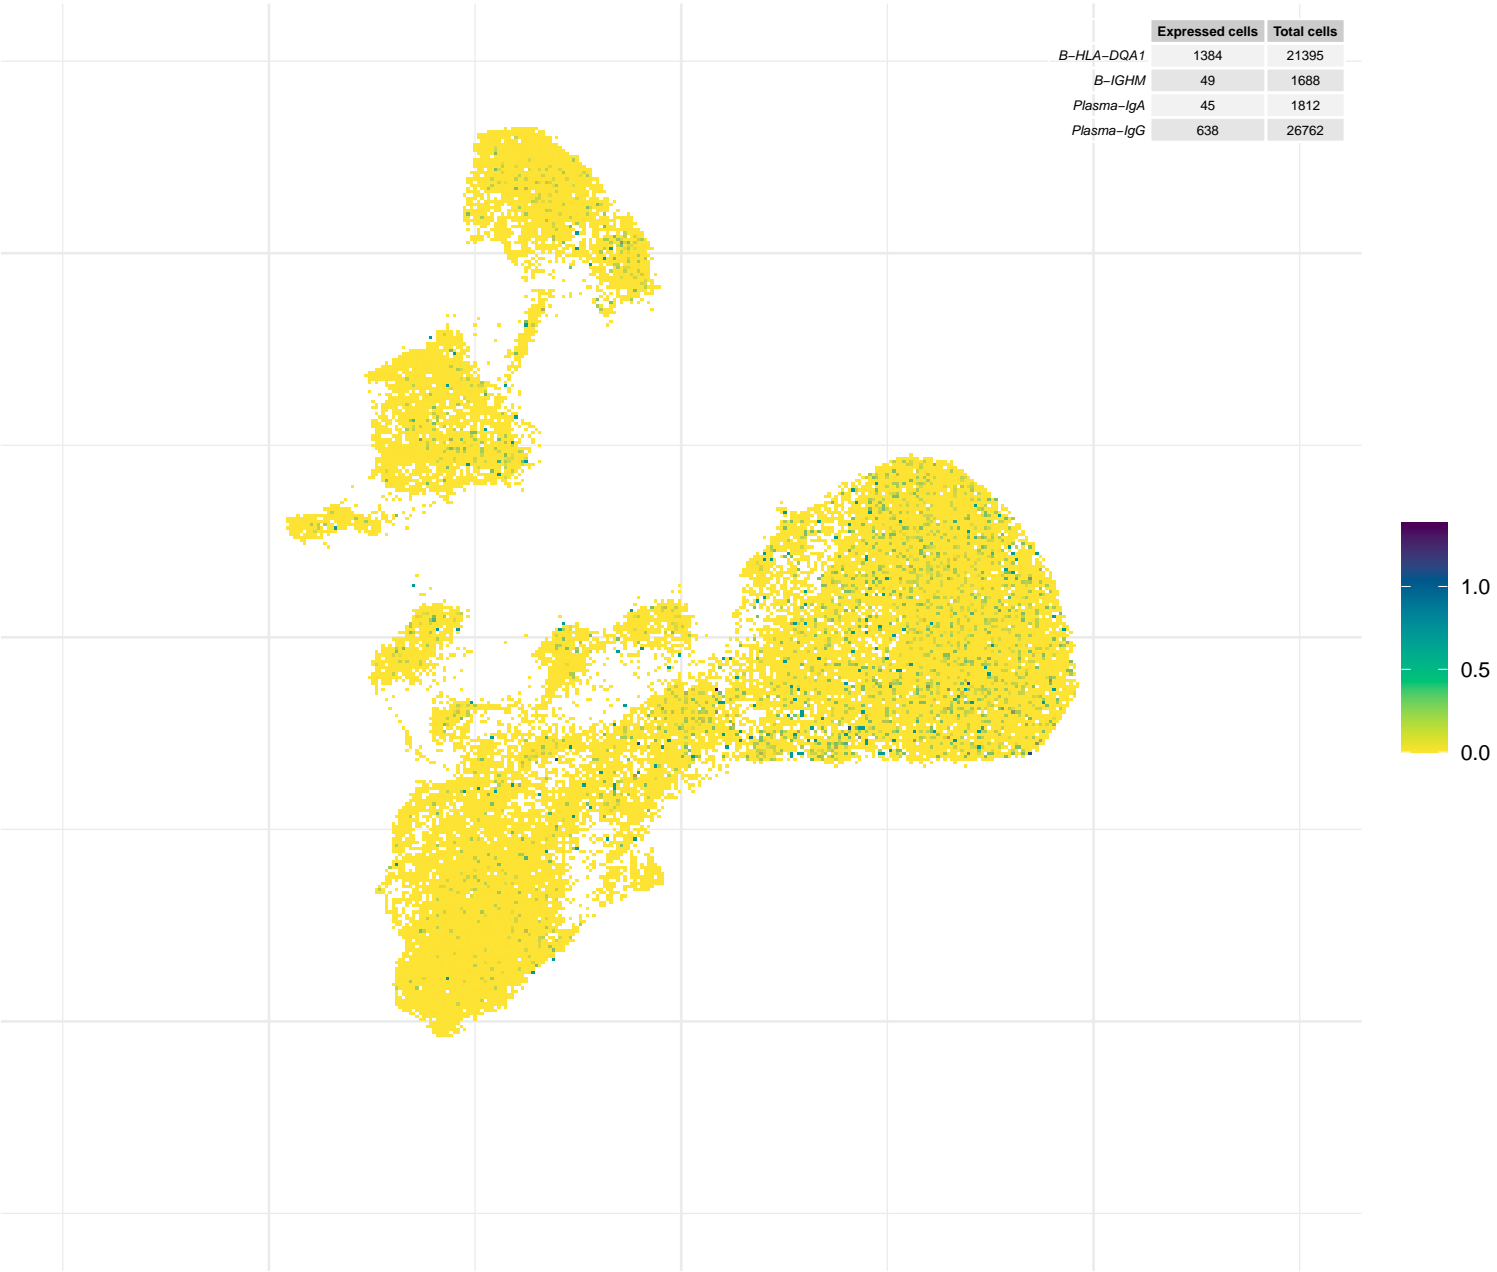 Expressed cells Total cells
B−HLA−DQA1 1384 21395
B−IGHM 49 1688
Plasma−IgA 45 1812
Plasma−IgG 638 26762
1.0
0.5
0.0